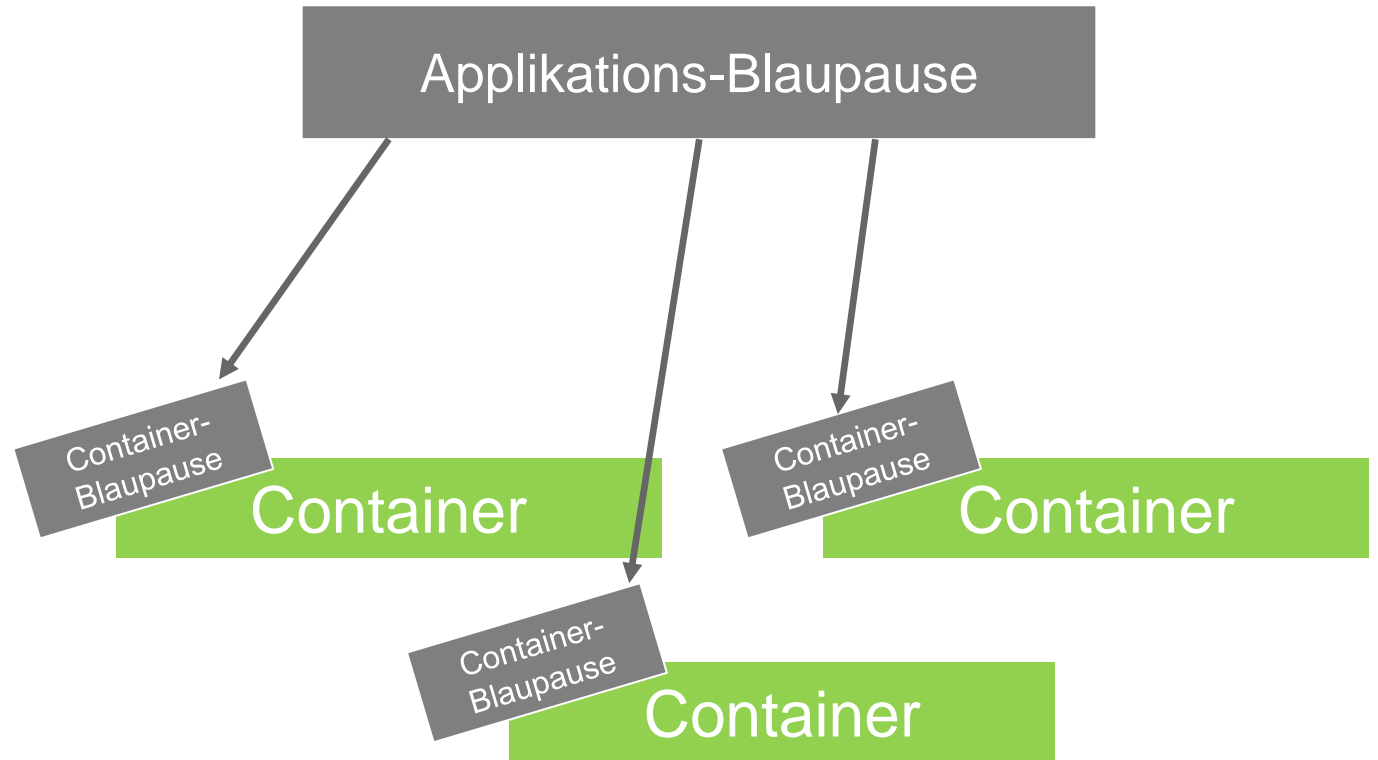 Applikations-Blaupause
Container-
Blaupause
Container
Container-
Blaupause
Container
Container-
Blaupause
Container